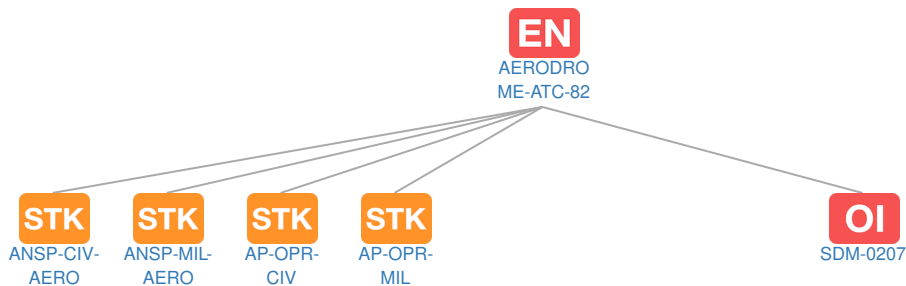 EN
AERODRO
ME-ATC-82
STK
STK
STK
STK
OI
ANSP-CIV-
AERO
ANSP-MIL-
AERO
AP-OPR-
CIV
AP-OPR-
MIL
SDM-0207